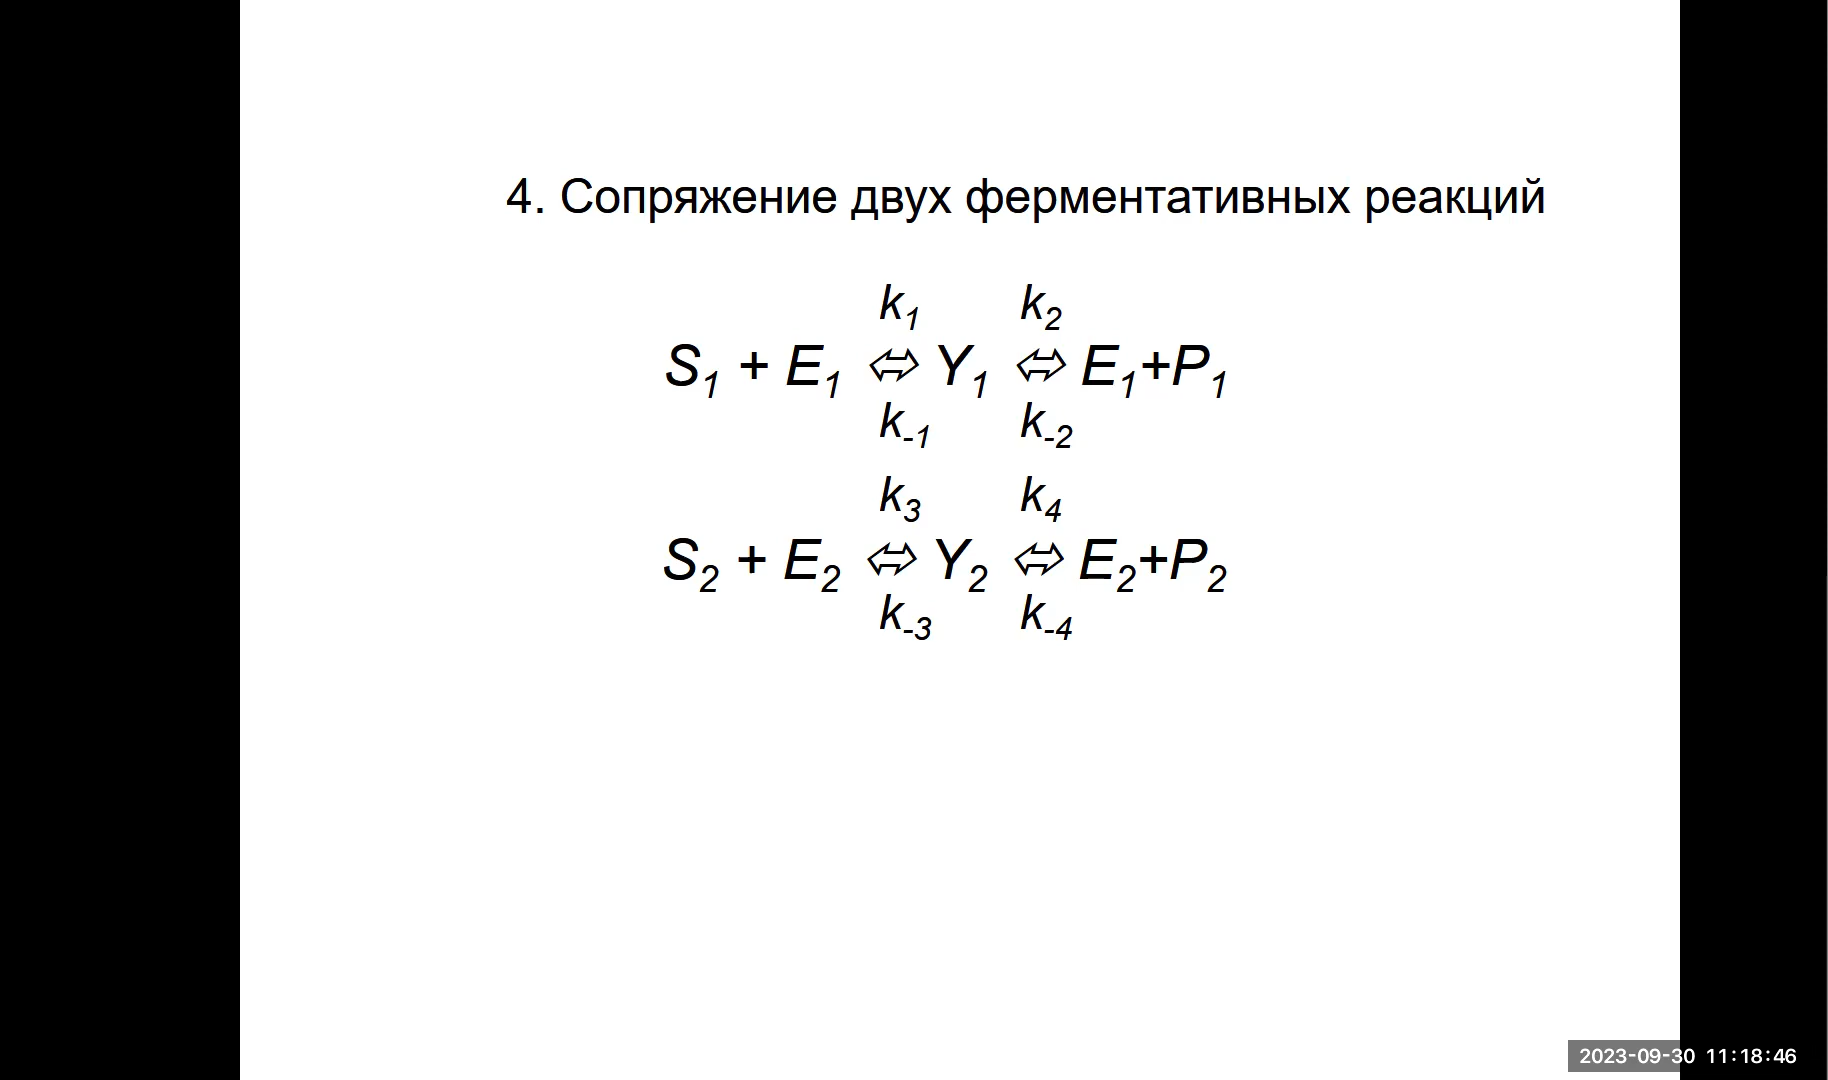 4. Сопряжение двух ферментативных реакций
k₁ k₂
S₁ + E₁ ⬄ Y₁ ⬄ E₁+P₁
k₋₁ k₋₂
k₃ k₄
S₂ + E₂ ⬄ Y₂ ⬄ E₂+P₂
k₋₃ k₋₄
2023-09-30 11:18:46